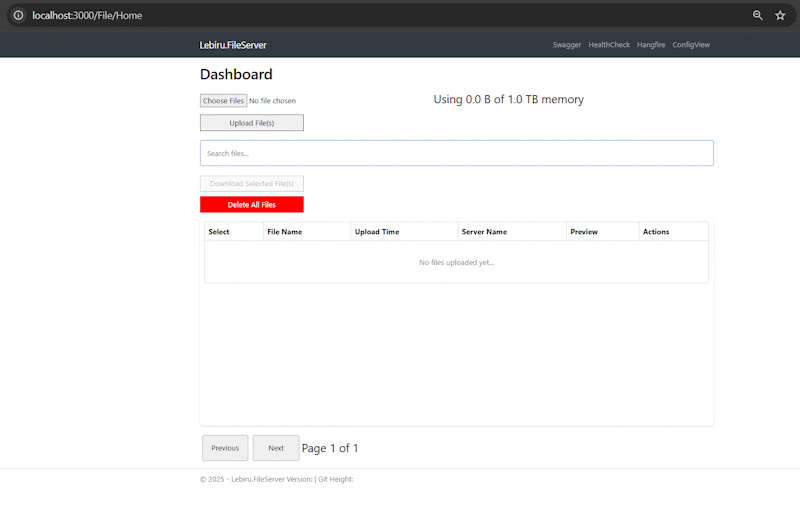 localhost:3000/File/Home
Lebiru.FileServer Swagger HealthCheck Hangfire ConfigView
Dashboard
Choose Files No file chosen Using 0.0 B of 1.0 TB memory
Upload File(s)
Search files...
Download Selected File(s)
Delete All Files
Select File Name Upload Time Server Name Preview Actions
No files uploaded yet...
Previous Next Page 1 of 1
© 2025 - Lebiru.FileServer Version: | Git Height: